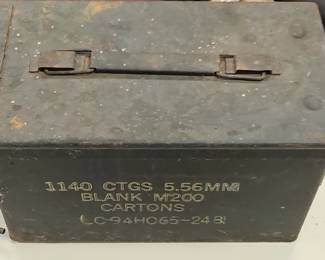 1140 CTGS 5.56MM
BLANK M200
CARTONS
LC-94H065-248